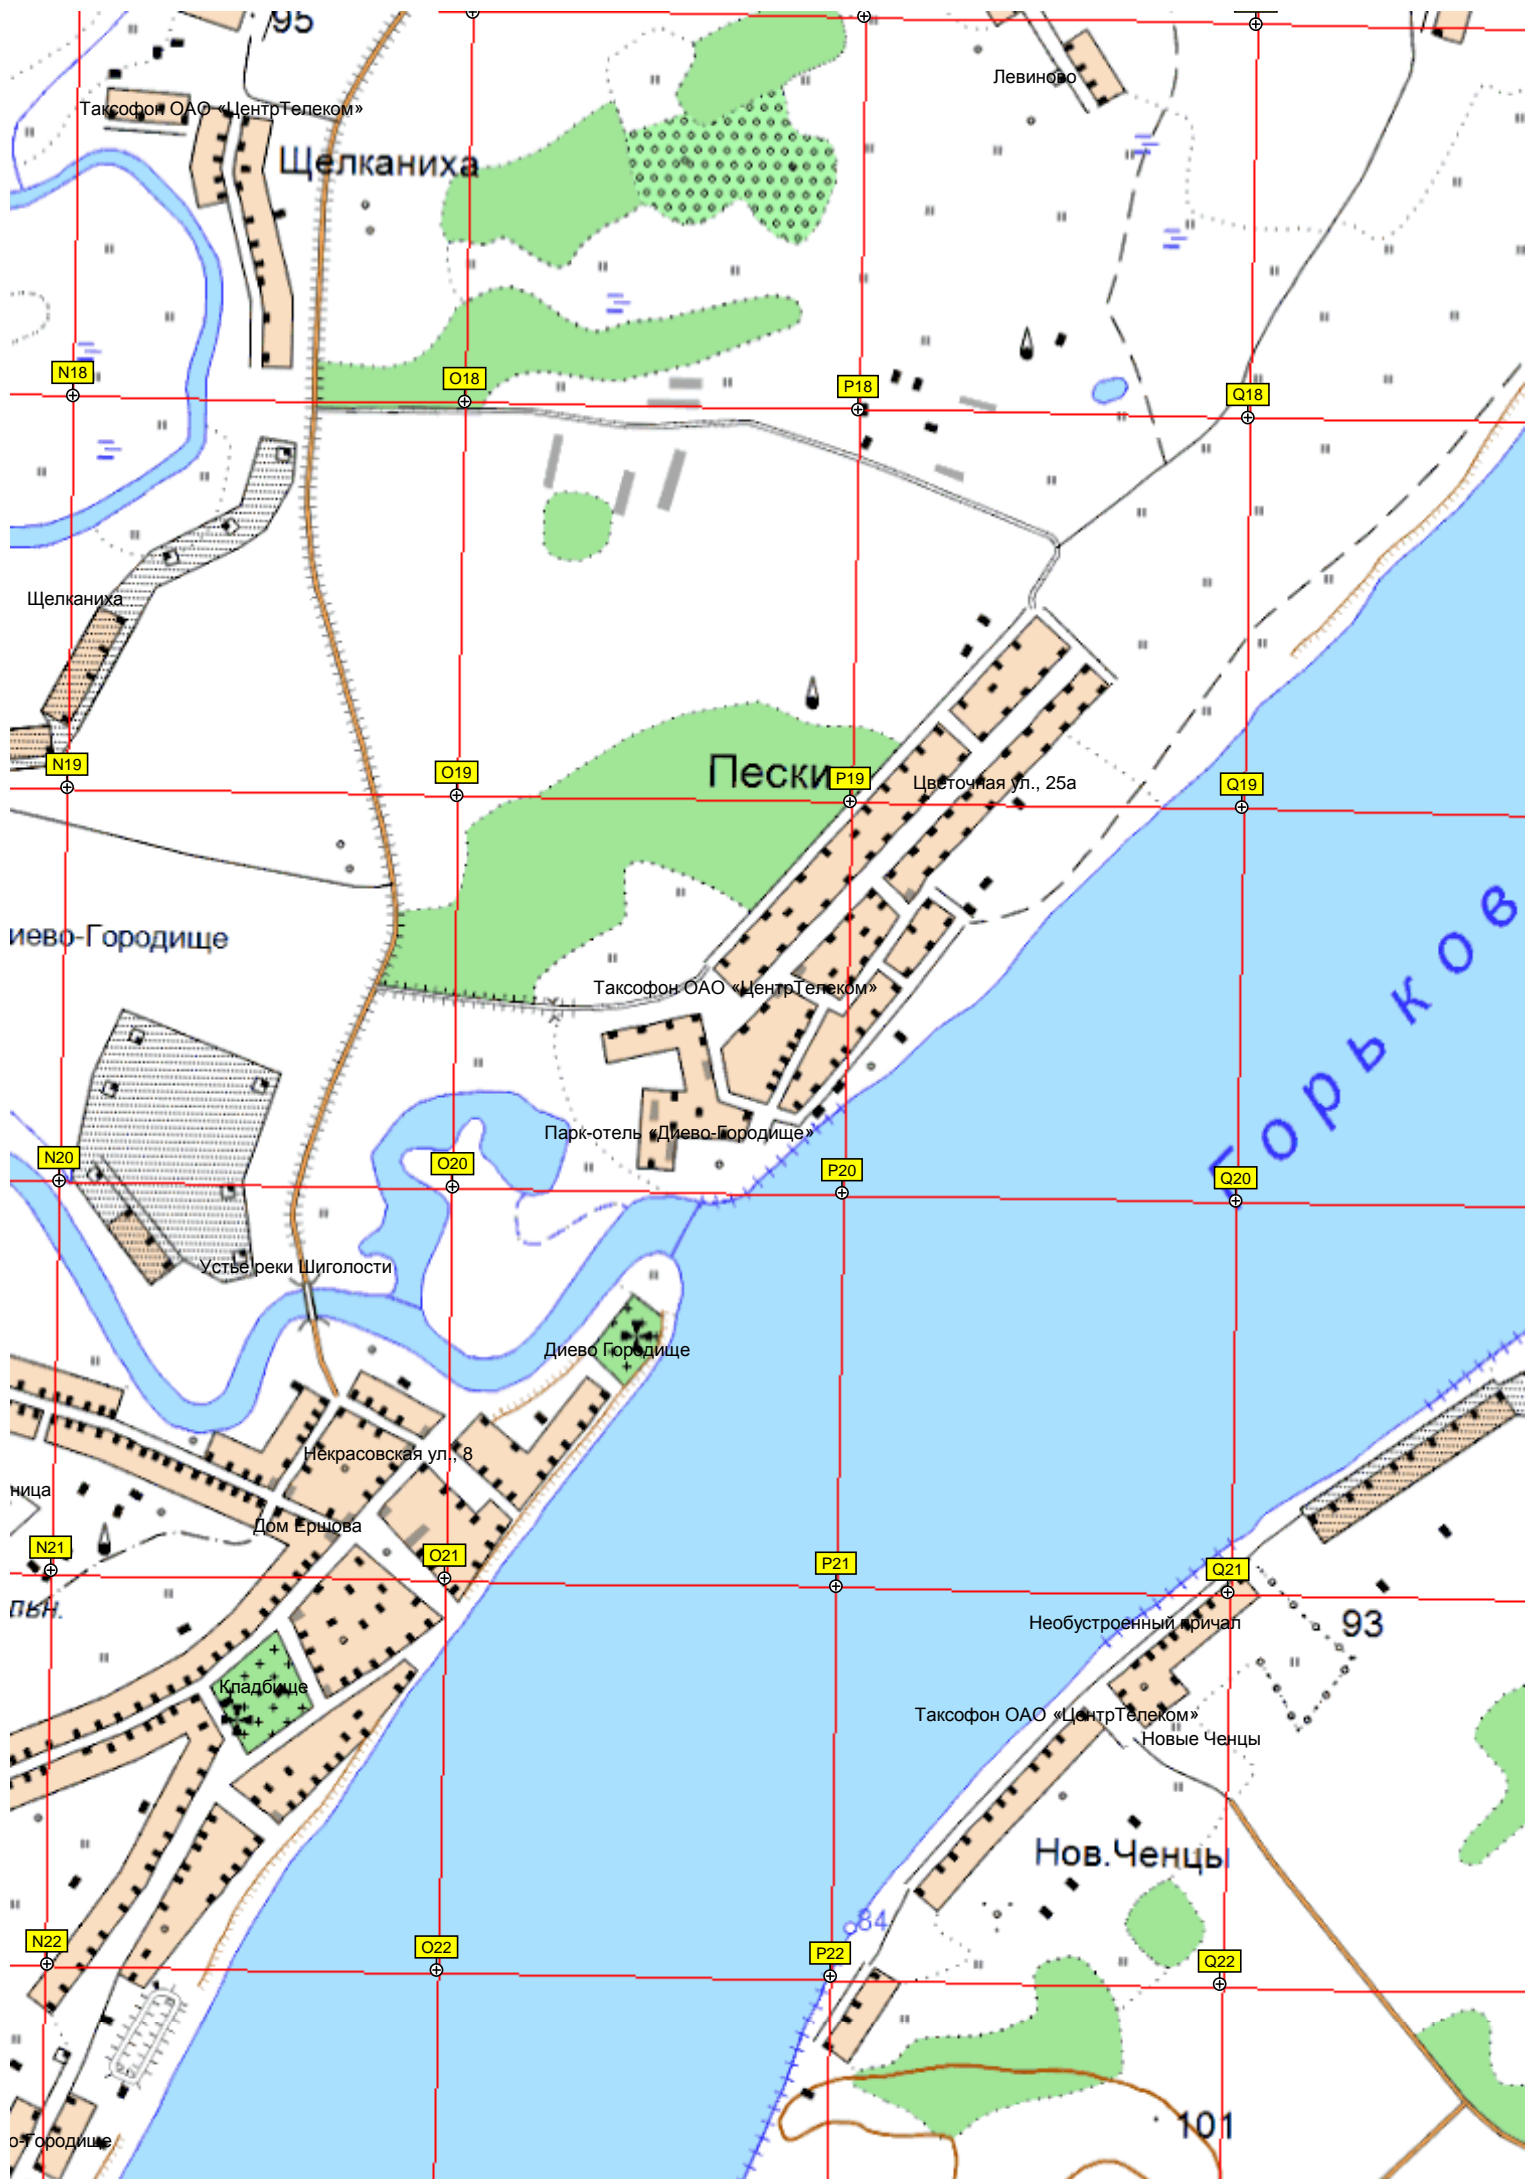 95
Левиново
Таксофон ОАО «ЦентрТелеком»
Щелканиха
N18
O18
P18
Q18
Щелканиха
N19
O19
Пески
P19
Цветочная ул., 25а
Q19
иево-Городище
Таксофон ОАО «ЦентрТелеком»
Горьков
Парк-отель «Диево-Городище»
N20
O20
P20
Q20
Устье реки Шиголости
Диево Городище
Некрасовская ул., 8
ница
Дом Ершова
N21
O21
P21
Q21
льн.
Необустроенный причал
93
Кладбище
Таксофон ОАО «ЦентрТелеком»
Новые Ченцы
Нов.Ченцы
84
N22
O22
P22
Q22
101
о-Городище